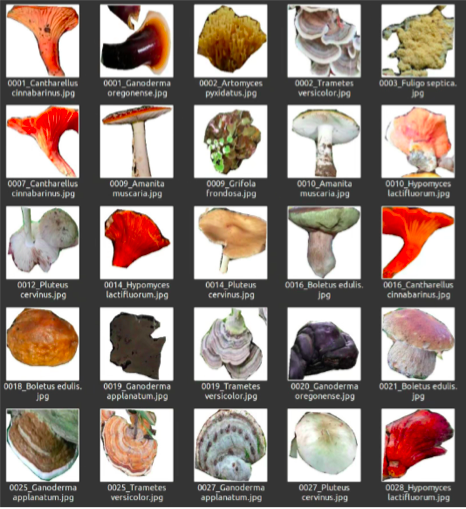 0001_Cantharellus cinnabarinus.jpg
0001_Ganoderma oregonense.jpg
0002_Artomyces pyxidatus.jpg
0002_Trametes versicolor.jpg
0003_Fuligo septica.jpg
0007_Cantharellus cinnabarinus.jpg
0009_Amanita muscaria.jpg
0009_Grifola frondosa.jpg
0010_Amanita muscaria.jpg
0010_Hypomyces lactifluorum.jpg
0012_Pluteus cervinus.jpg
0014_Hypomyces lactifluorum.jpg
0014_Pluteus cervinus.jpg
0016_Boletus edulis.jpg
0016_Cantharellus cinnabarinus.jpg
0018_Boletus edulis.jpg
0019_Ganoderma applanatum.jpg
0019_Trametes versicolor.jpg
0020_Ganoderma oregonense.jpg
0021_Boletus edulis.jpg
0025_Ganoderma applanatum.jpg
0025_Trametes versicolor.jpg
0027_Ganoderma applanatum.jpg
0027_Pluteus cervinus.jpg
0028_Hypomyces lactifluorum.jpg